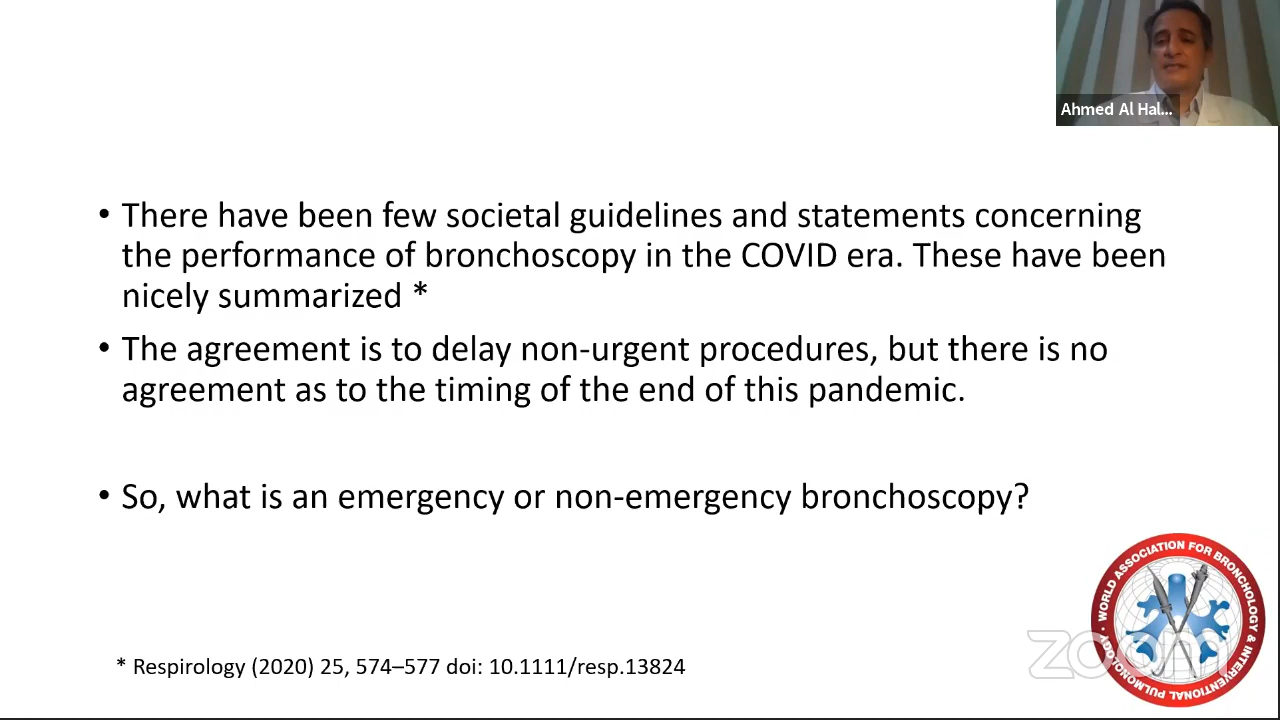 Ahmed Al Hal...
• There have been few societal guidelines and statements concerning
the performance of bronchoscopy in the COVID era. These have been
nicely summarized *
• The agreement is to delay non-urgent procedures, but there is no
agreement as to the timing of the end of this pandemic.
• So, what is an emergency or non-emergency bronchoscopy?
WORLD ASSOCIATION FOR BRONCHOLOGY & INTERVENTIONAL PULMONOLOGY
zoom
* Respirology (2020) 25, 574–577 doi: 10.1111/resp.13824